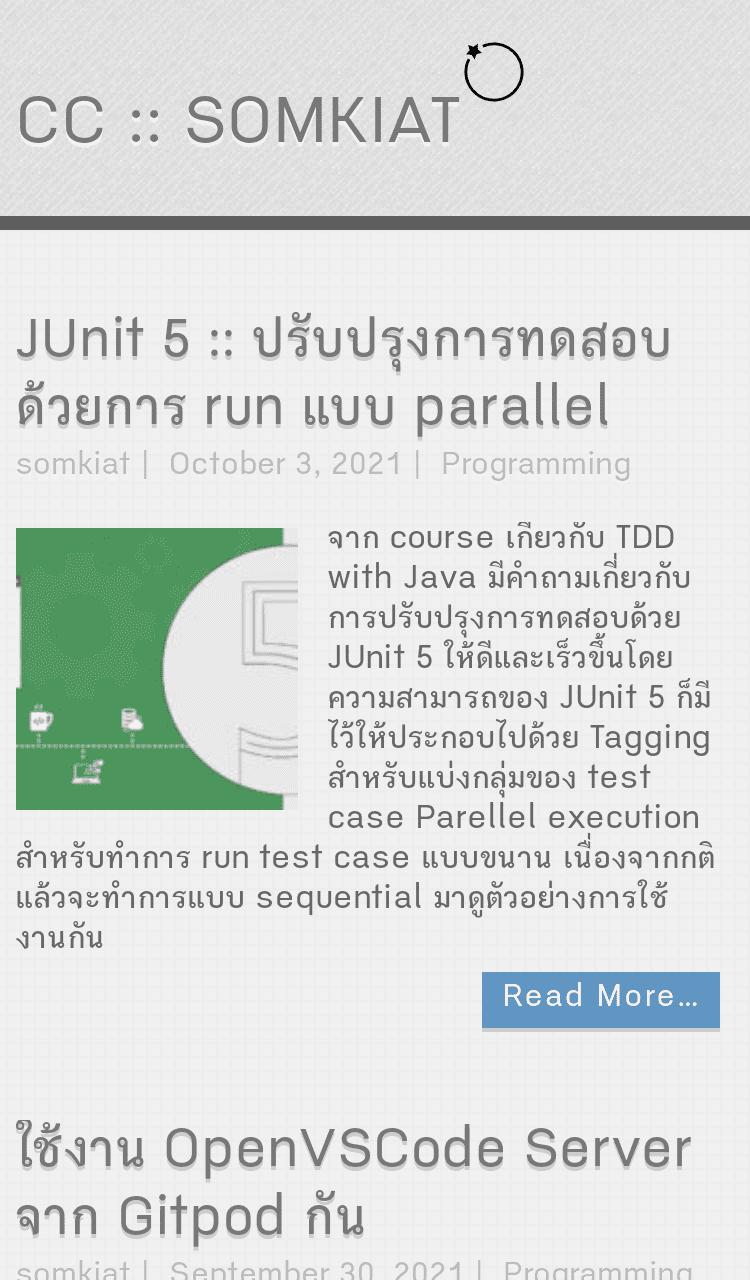 CC :: SOMKIAT
JUnit 5 :: ปรับปรุงการทดสอบ
ด้วยการ run แบบ parallel
somkiat | October 3, 2021 | Programming
จาก course เกี่ยวกับ TDD
with Java มีคำถามเกี่ยวกับ
การปรับปรุงการทดสอบด้วย
JUnit 5 ให้ดีและเร็วขึ้นโดย
ความสามารถของ JUnit 5 ก็มี
ไว้ให้ประกอบไปด้วย Tagging
สำหรับแบ่งกลุ่มของ test
case Parellel execution
สำหรับทำการ run test case แบบขนาน เนื่องจากกติ
แล้วจะทำการแบบ sequential มาดูตัวอย่างการใช้
งานกัน
Read More…
ใช้งาน OpenVSCode Server
จาก Gitpod กัน
somkiat | September 30, 2021 | Programming